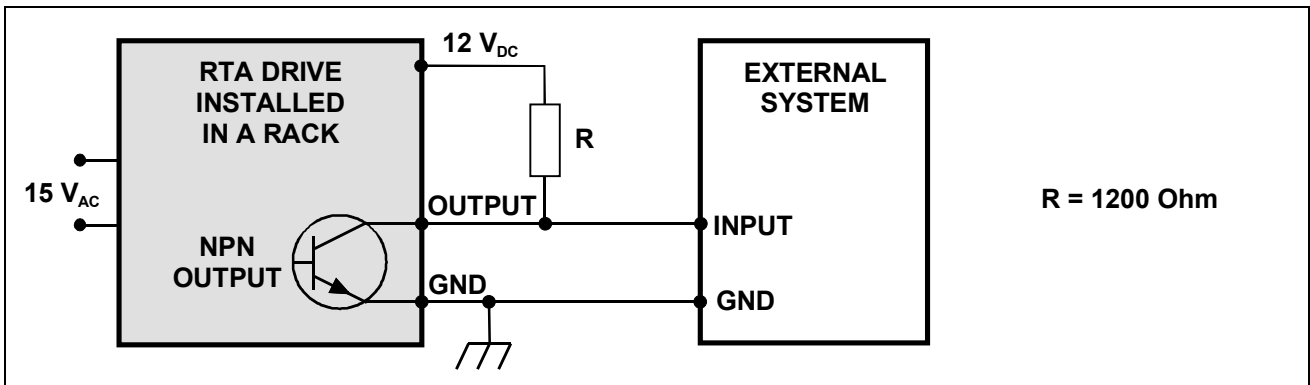 RTA DRIVE
INSTALLED
IN A RACK
12 VDC
EXTERNAL
SYSTEM
R
15 VAC
OUTPUT
INPUT
R = 1200 Ohm
NPN
OUTPUT
GND
GND